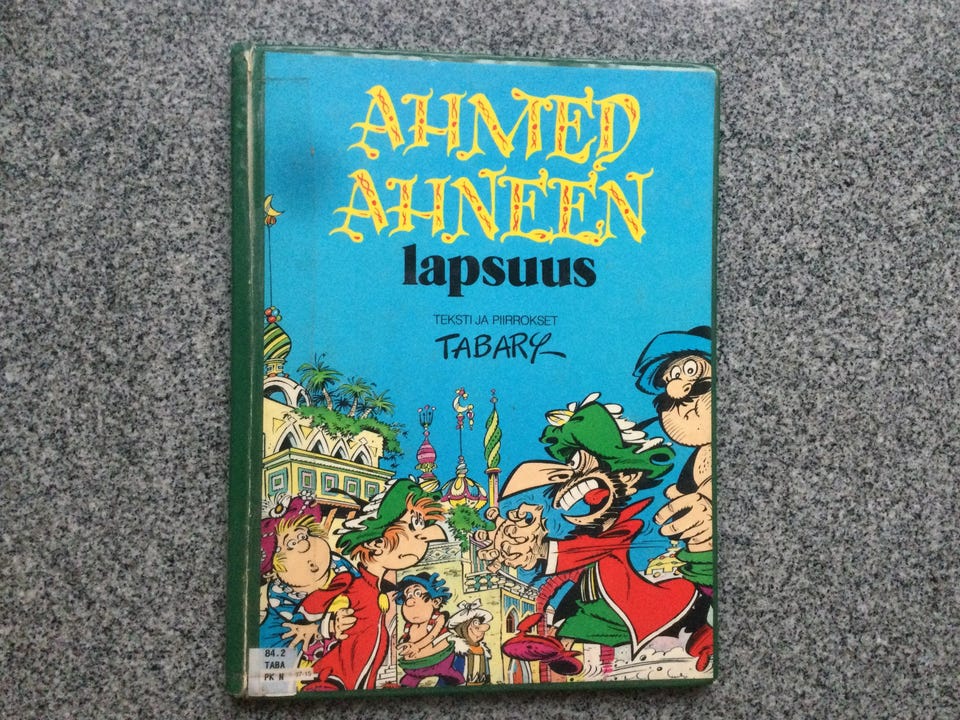 AHMED
AHNEEN
lapsuus
TEKSTI JA PIIRROKSET
TABARY
84.2
TABA
PK N